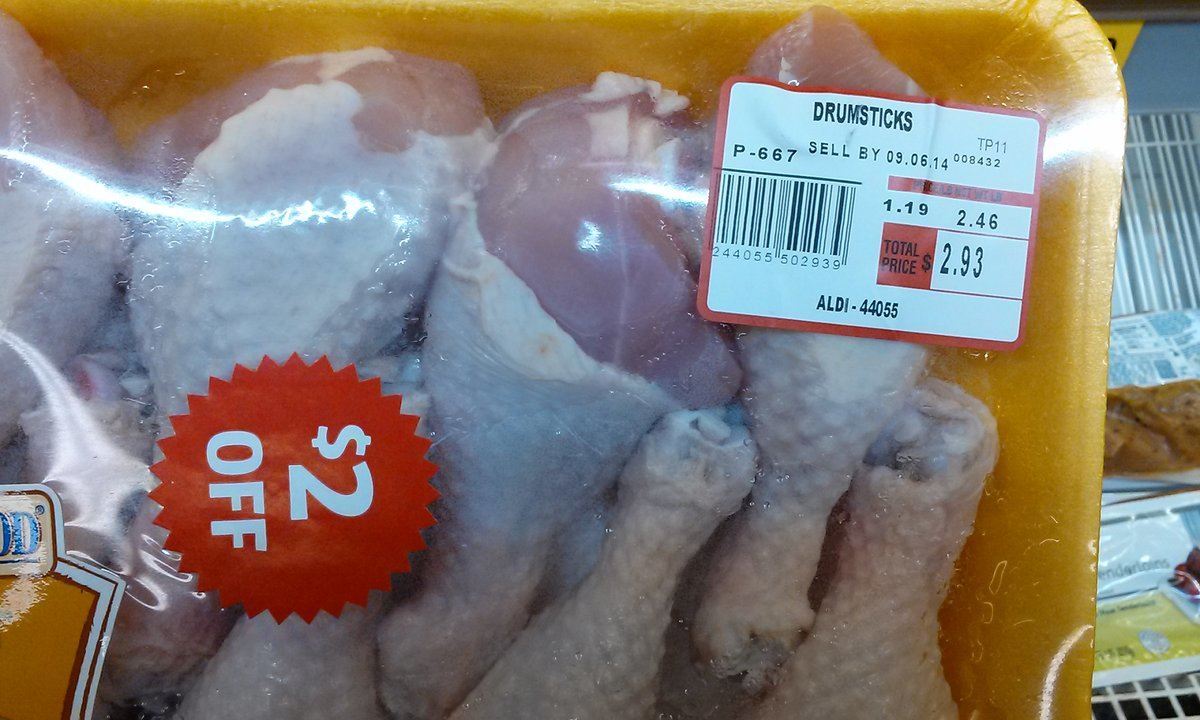 DRUMSTICKS
TP11
P-667 SELL BY 09.06.14 008432
1.19 2.46
244055 502939
TOTAL PRICE $ 2.93
ALDI - 44055
$2
OFF